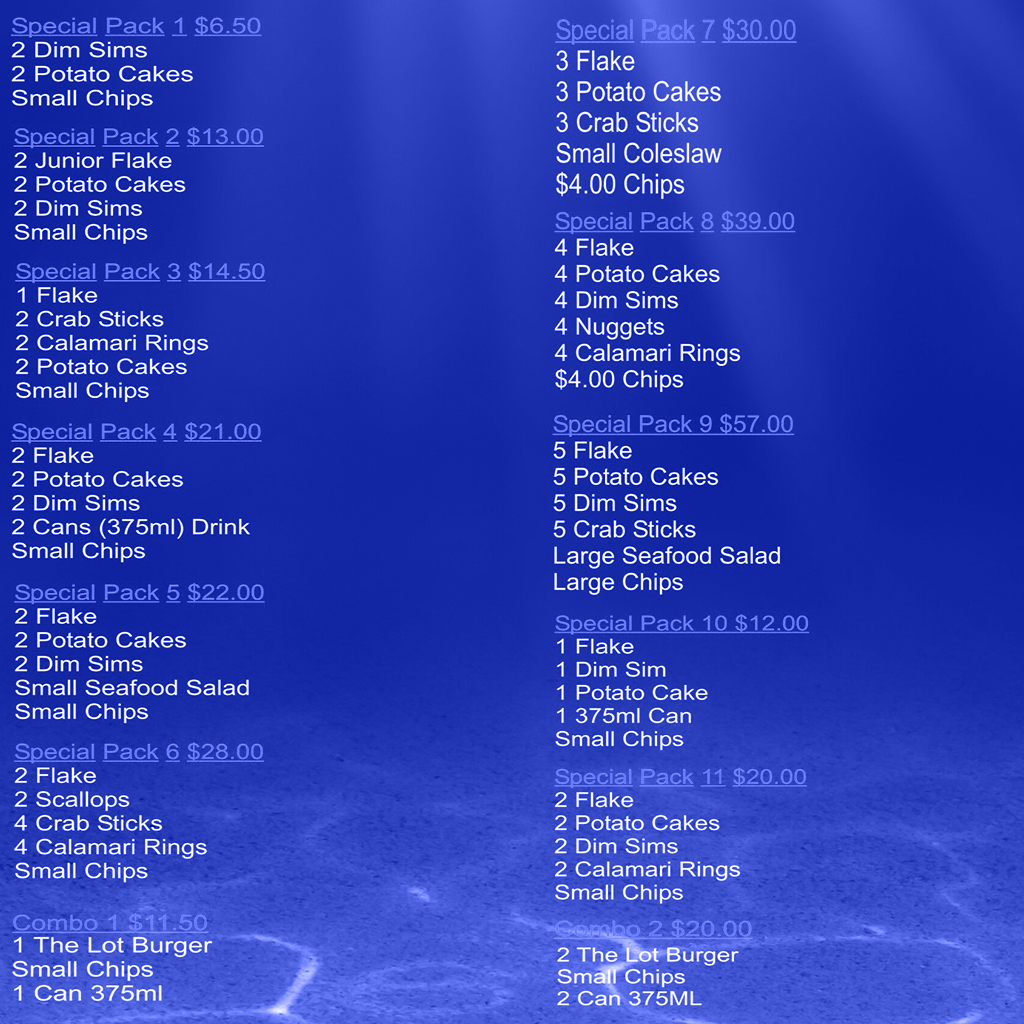 Special Pack 1 $6.50
2 Dim Sims
2 Potato Cakes
Small Chips
Special Pack 2 $13.00
2 Junior Flake
2 Potato Cakes
2 Dim Sims
Small Chips
Special Pack 3 $14.50
1 Flake
2 Crab Sticks
2 Calamari Rings
2 Potato Cakes
Small Chips
Special Pack 4 $21.00
2 Flake
2 Potato Cakes
2 Dim Sims
2 Cans (375ml) Drink
Small Chips
Special Pack 5 $22.00
2 Flake
2 Potato Cakes
2 Dim Sims
Small Seafood Salad
Small Chips
Special Pack 6 $28.00
2 Flake
2 Scallops
4 Crab Sticks
4 Calamari Rings
Small Chips
Combo 1 $11.50
1 The Lot Burger
Small Chips
1 Can 375ml
Special Pack 7 $30.00
3 Flake
3 Potato Cakes
3 Crab Sticks
Small Coleslaw
$4.00 Chips
Special Pack 8 $39.00
4 Flake
4 Potato Cakes
4 Dim Sims
4 Nuggets
4 Calamari Rings
$4.00 Chips
Special Pack 9 $57.00
5 Flake
5 Potato Cakes
5 Dim Sims
5 Crab Sticks
Large Seafood Salad
Large Chips
Special Pack 10 $12.00
1 Flake
1 Dim Sim
1 Potato Cake
1 375ml Can
Small Chips
Special Pack 11 $20.00
2 Flake
2 Potato Cakes
2 Dim Sims
2 Calamari Rings
Small Chips
Combo 2 $20.00
2 The Lot Burger
Small Chips
2 Can 375ML